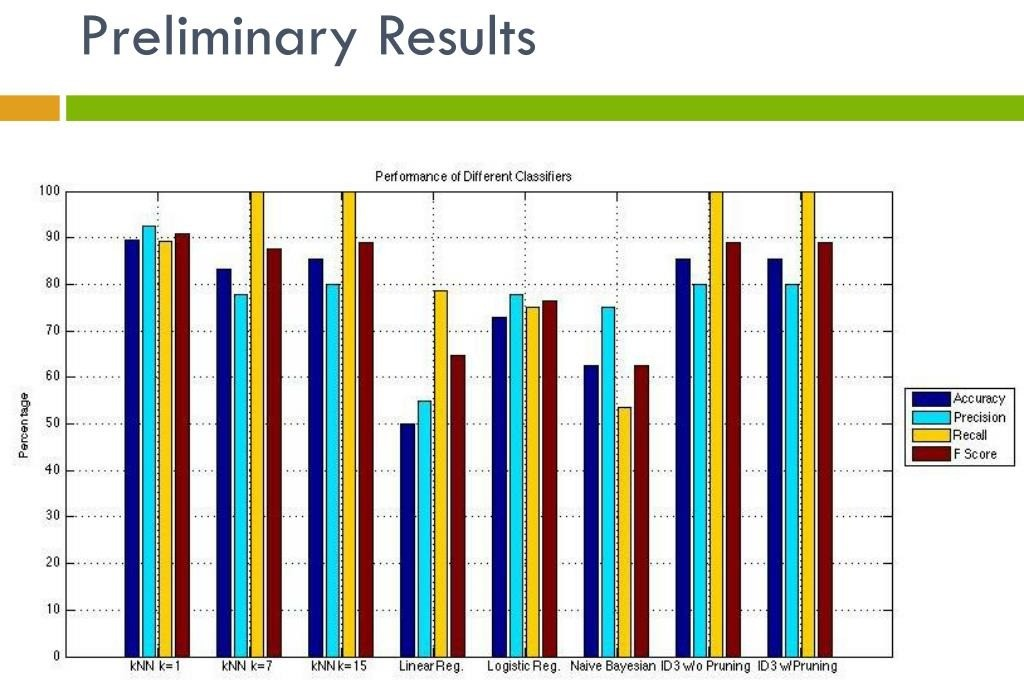 Preliminary Results
Performance of Different Classifiers
100
90
80
70
60
50
40
30
20
10
0
Percentage
kNN k=1 kNN k=7 kNN k=15 Linear Reg. Logistic Reg. Naive Bayesian ID3 w/o Pruning ID3 w/Pruning
Accuracy
Precision
Recall
F Score